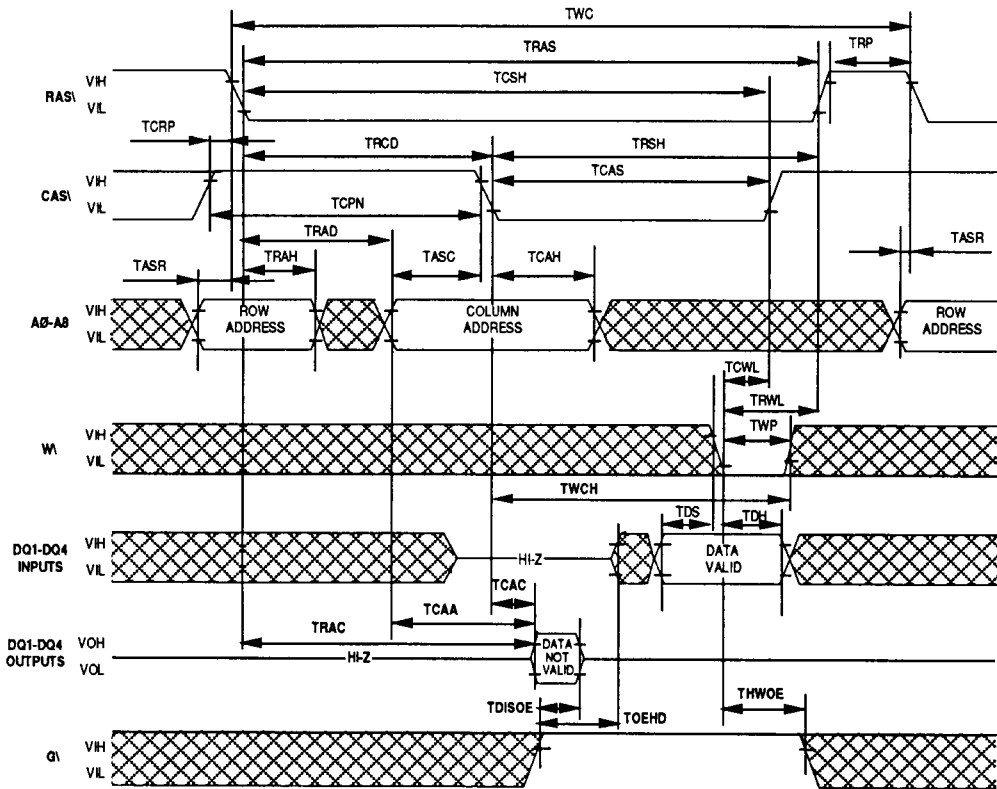 TWC
TRAS
TRP
TCSH
RAS\
VIH
VIL
TCRP
TRCD
TRSH
CAS\
VIH
VIL
TCAS
TCPN
TRAD
TASR
TRAH
TASC
TCAH
TASR
AØ-A8
VIH
VIL
ROW
ADDRESS
COLUMN
ADDRESS
ROW
ADDRESS
TCWL
TRWL
TWP
W\
VIH
VIL
TWCH
TDS
TDH
DQ1-DQ4
INPUTS
VIH
VIL
HI-Z
DATA
VALID
TCAC
TCAA
TRAC
DQ1-DQ4
OUTPUTS
VOH
VOL
HI-Z
DATA
NOT
VALID
TDISOE
TOEHD
THWOE
G\
VIH
VIL